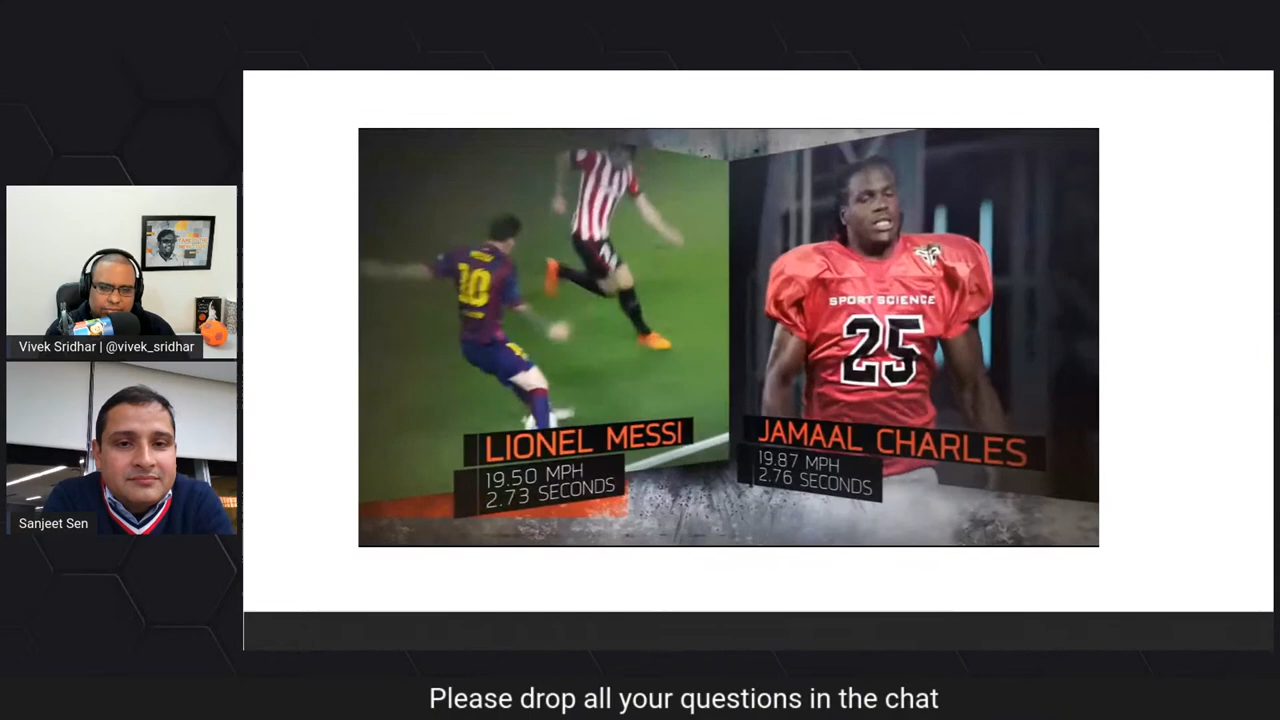 Vivek Sridhar | @vivek_sridhar
Sanjeet Sen
10
LIONEL MESSI
19.50 MPH
2.73 SECONDS
SPORT SCIENCE
25
JAMAAL CHARLES
19.87 MPH
2.76 SECONDS
Please drop all your questions in the chat